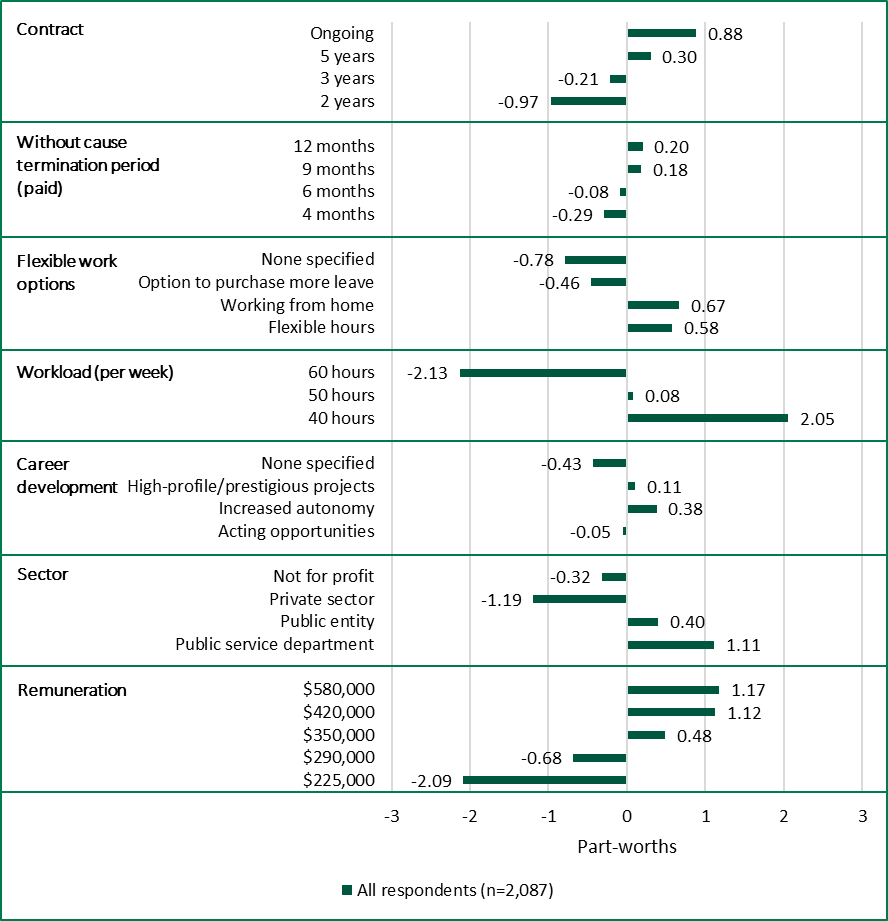 Contract
Ongoing 0.88
5 years 0.30
3 years -0.21
2 years -0.97
Without cause
termination period
(paid)
12 months 0.20
9 months 0.18
6 months -0.08
4 months -0.29
Flexible work
options
None specified -0.78
Option to purchase more leave -0.46
Working from home 0.67
Flexible hours 0.58
Workload (per week)
60 hours -2.13
50 hours 0.08
40 hours 2.05
Career
development
None specified -0.43
High-profile/prestigious projects 0.11
Increased autonomy 0.38
Acting opportunities -0.05
Sector
Not for profit -0.32
Private sector -1.19
Public entity 0.40
Public service department 1.11
Remuneration
$580,000 1.17
$420,000 1.12
$350,000 0.48
$290,000 -0.68
$225,000 -2.09
-3 -2 -1 0 1 2 3
Part-worths
All respondents (n=2,087)